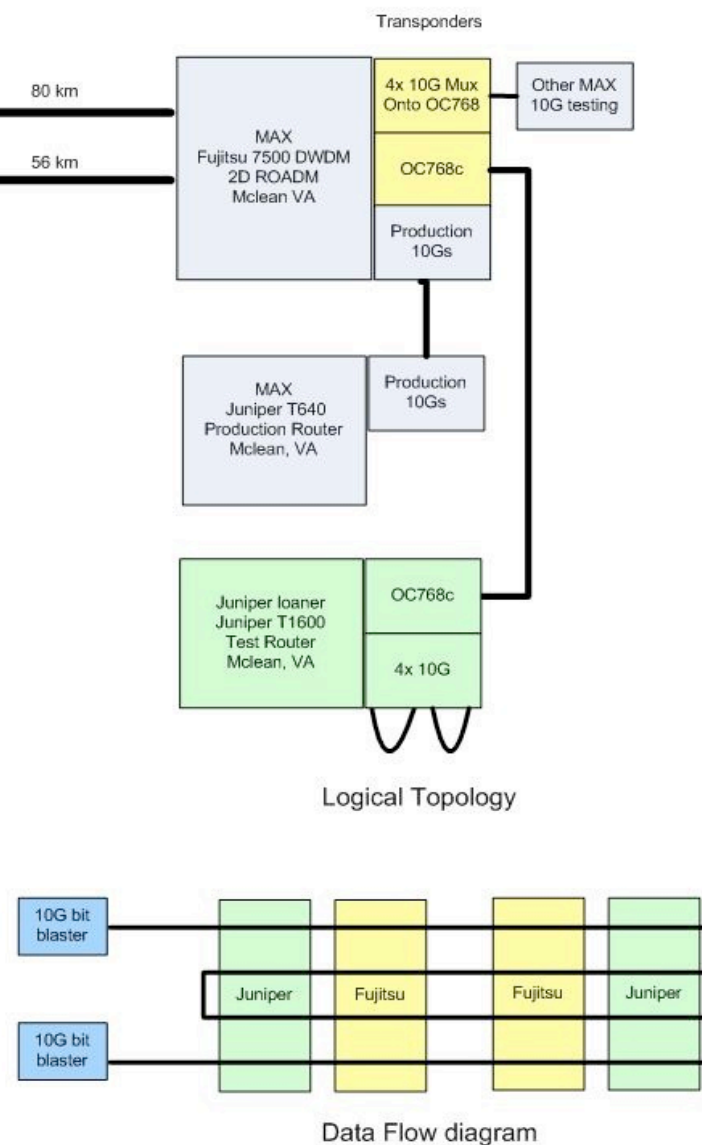 Transponders
80 km
56 km
MAX
Fujitsu 7500 DWDM
2D ROADM
Mclean VA
4x 10G Mux
Onto OC768
Other MAX
10G testing
OC768c
Production
10Gs
MAX
Juniper T640
Production Router
Mclean, VA
Production
10Gs
Juniper loaner
Juniper T1600
Test Router
Mclean, VA
OC768c
4x 10G
Logical Topology
10G bit
blaster
Juniper
Fujitsu
Fujitsu
Juniper
10G bit
blaster
Data Flow diagram